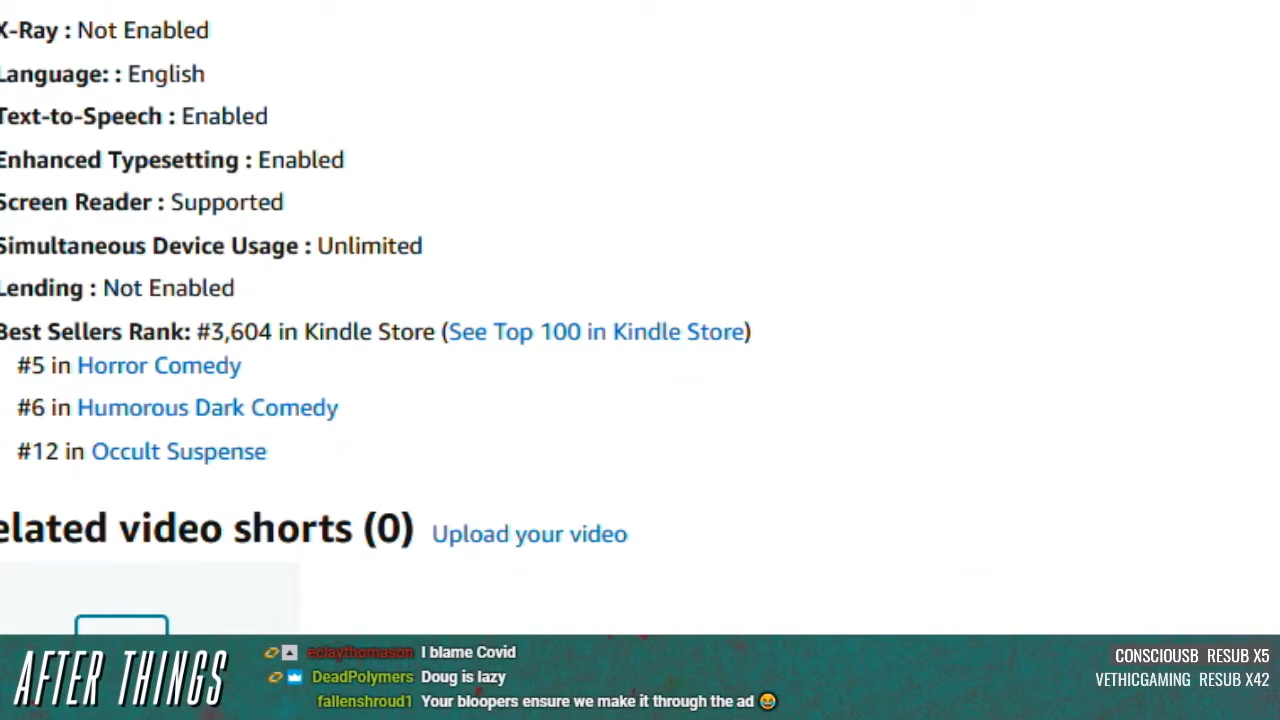 X-Ray : Not Enabled
Language: : English
Text-to-Speech : Enabled
Enhanced Typesetting : Enabled
Screen Reader : Supported
Simultaneous Device Usage : Unlimited
Lending : Not Enabled
Best Sellers Rank: #3,604 in Kindle Store (See Top 100 in Kindle Store)
#5 in Horror Comedy
#6 in Humorous Dark Comedy
#12 in Occult Suspense
elated video shorts (0) Upload your video
AFTER THINGS
eclaythomason I blame Covid
DeadPolymers Doug is lazy
fallenshroud1 Your bloopers ensure we make it through the ad 😂
CONSCIOUSB RESUB X5
VETHICGAMING RESUB X42